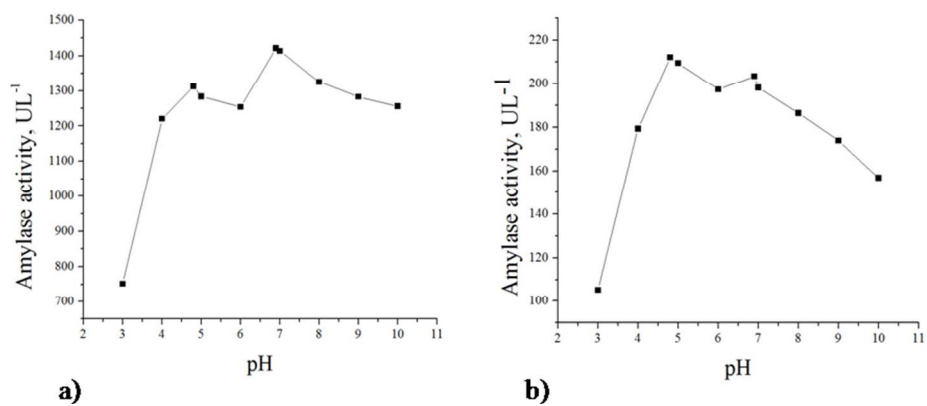 Amylase activity, UL⁻¹
1500
1400
1300
1200
1100
1000
900
800
700
2 3 4 5 6 7 8 9 10 11
pH
a)
Amylase activity, UL⁻¹
220
200
180
160
140
120
100
2 3 4 5 6 7 8 9 10 11
pH
b)